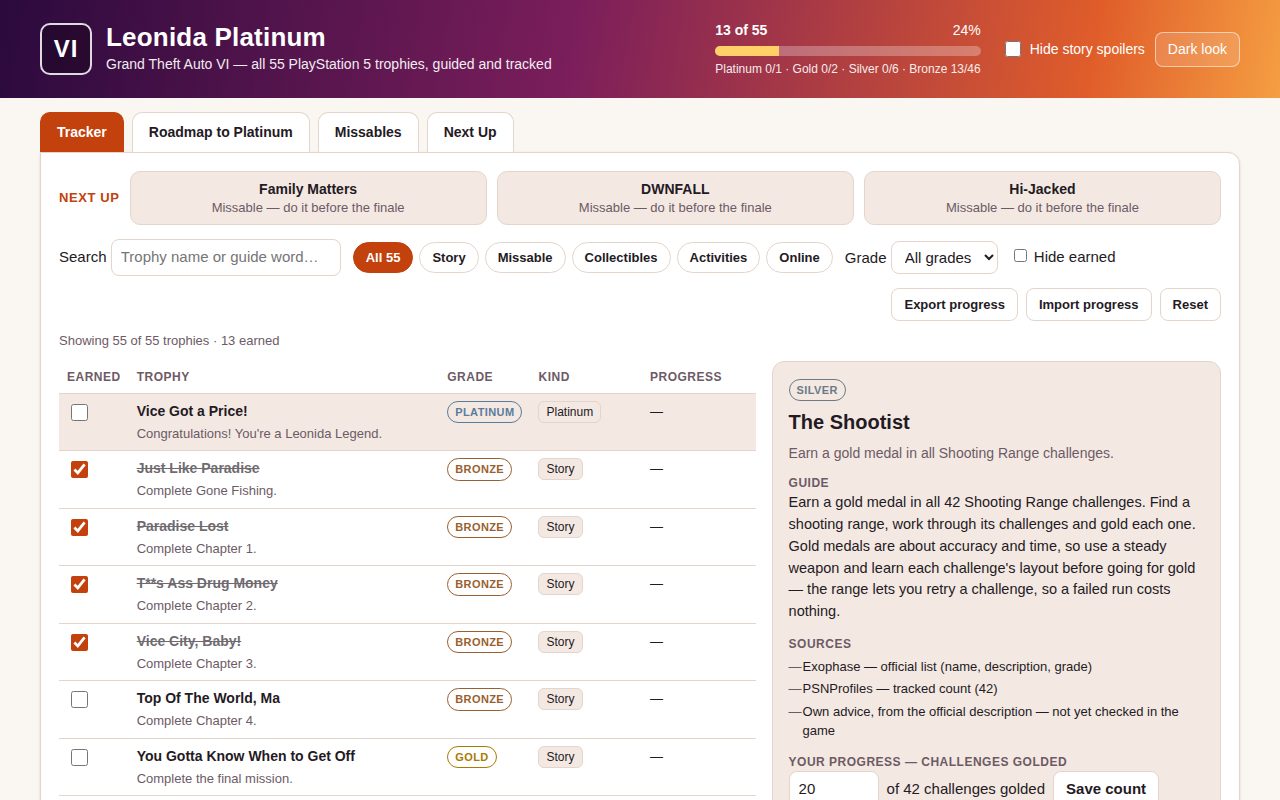 VI
Leonida Platinum
Grand Theft Auto VI — all 55 PlayStation 5 trophies, guided and tracked
13 of 55 24%
Platinum 0/1 · Gold 0/2 · Silver 0/6 · Bronze 13/46
Hide story spoilers
Dark look
Tracker Roadmap to Platinum Missables Next Up
NEXT UP
Family Matters
Missable — do it before the finale
DWNFALL
Missable — do it before the finale
Hi-Jacked
Missable — do it before the finale
Search Trophy name or guide word… All 55 Story Missable Collectibles Activities Online Grade All grades Hide earned
Export progress Import progress Reset
Showing 55 of 55 trophies · 13 earned
EARNED TROPHY GRADE KIND PROGRESS
Vice Got a Price! PLATINUM Platinum —
Congratulations! You're a Leonida Legend.
Just Like Paradise BRONZE Story —
Complete Gone Fishing.
Paradise Lost BRONZE Story —
Complete Chapter 1.
T**s Ass Drug Money BRONZE Story —
Complete Chapter 2.
Vice City, Baby! BRONZE Story —
Complete Chapter 3.
Top Of The World, Ma BRONZE Story —
Complete Chapter 4.
You Gotta Know When to Get Off GOLD Story —
Complete the final mission.
SILVER
The Shootist
Earn a gold medal in all Shooting Range challenges.
GUIDE
Earn a gold medal in all 42 Shooting Range challenges. Find a
shooting range, work through its challenges and gold each one.
Gold medals are about accuracy and time, so use a steady
weapon and learn each challenge's layout before going for gold
— the range lets you retry a challenge, so a failed run costs
nothing.
SOURCES
—Exophase — official list (name, description, grade)
—PSNProfiles — tracked count (42)
—Own advice, from the official description — not yet checked in the
game
YOUR PROGRESS — CHALLENGES GOLDED
20 of 42 challenges golded Save count